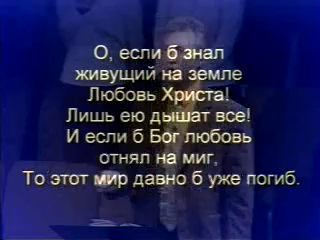 О, если б знал
живущий на земле
Любовь Христа!
Лишь ею дышат все!
И если б Бог любовь
отнял на миг,
То этот мир давно б уже погиб.